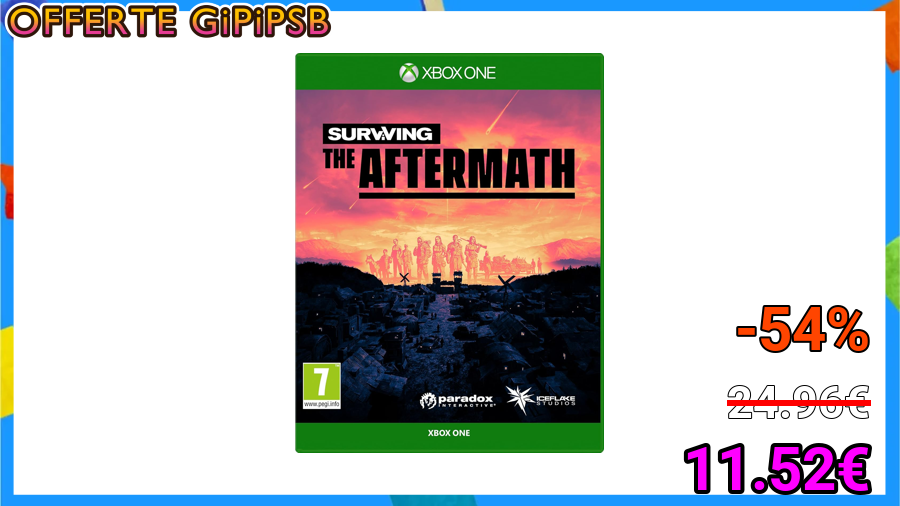 OFFERTE GiPiPSB
XBOX ONE
SURVIVING
THE AFTERMATH
7
www.pegi.info
paradox
INTERACTIVE
ICEFLAKE
STUDIOS
XBOX ONE
-54%
24.96€
11.52€